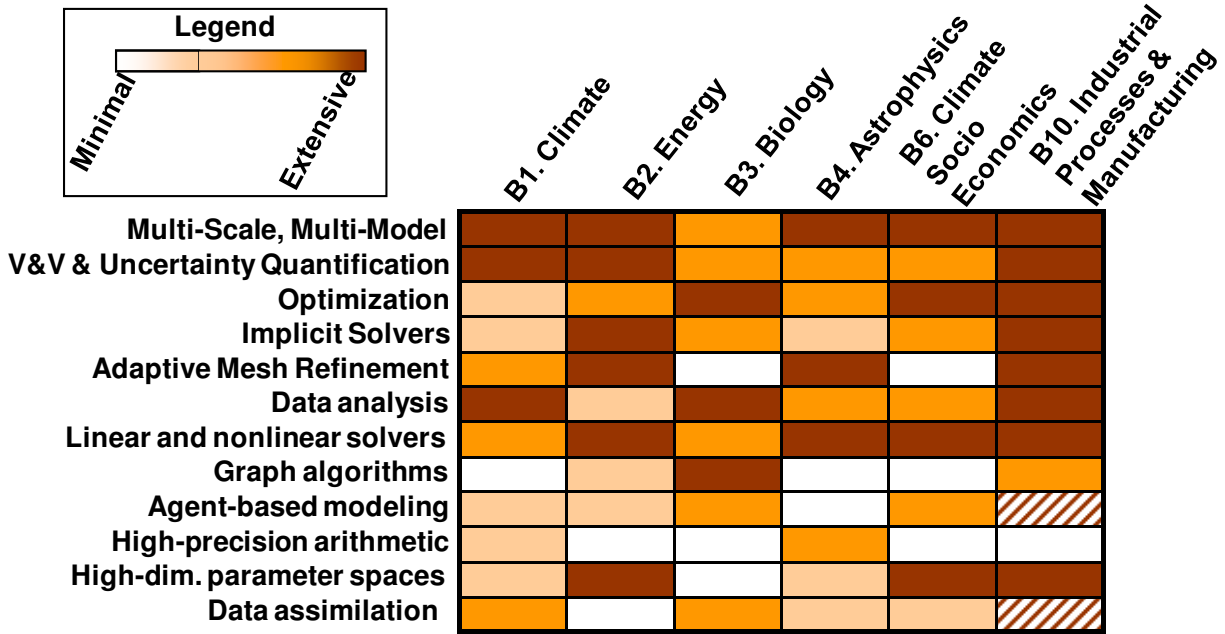 Legend
Minimal
Extensive
B1. Climate
B2. Energy
B3. Biology
B4. Astrophysics
B6. Climate
Socio
Economics
B10. Industrial
Processes &
Manufacturing
Multi-Scale, Multi-Model
V&V & Uncertainty Quantification
Optimization
Implicit Solvers
Adaptive Mesh Refinement
Data analysis
Linear and nonlinear solvers
Graph algorithms
Agent-based modeling
High-precision arithmetic
High-dim. parameter spaces
Data assimilation